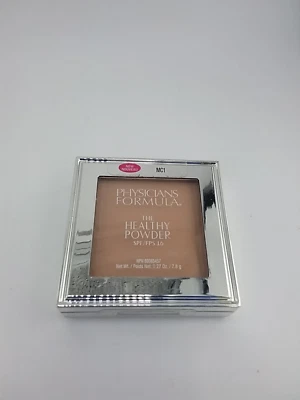 MC1
PHYSICIANS
FORMULA.
THE
HEALTHY
POWDER
SPF/FPS 15